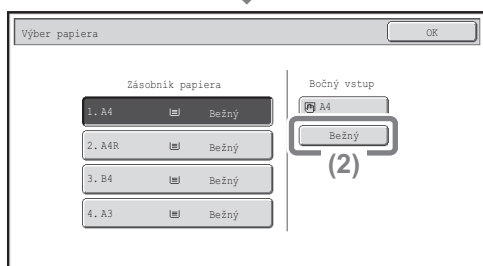 Výber papiera
OK
Zásobník papiera
1. A4 Bežný
2. A4R Bežný
3. B4 Bežný
4. A3 Bežný
Bočný vstup
A4
Bežný
(2)